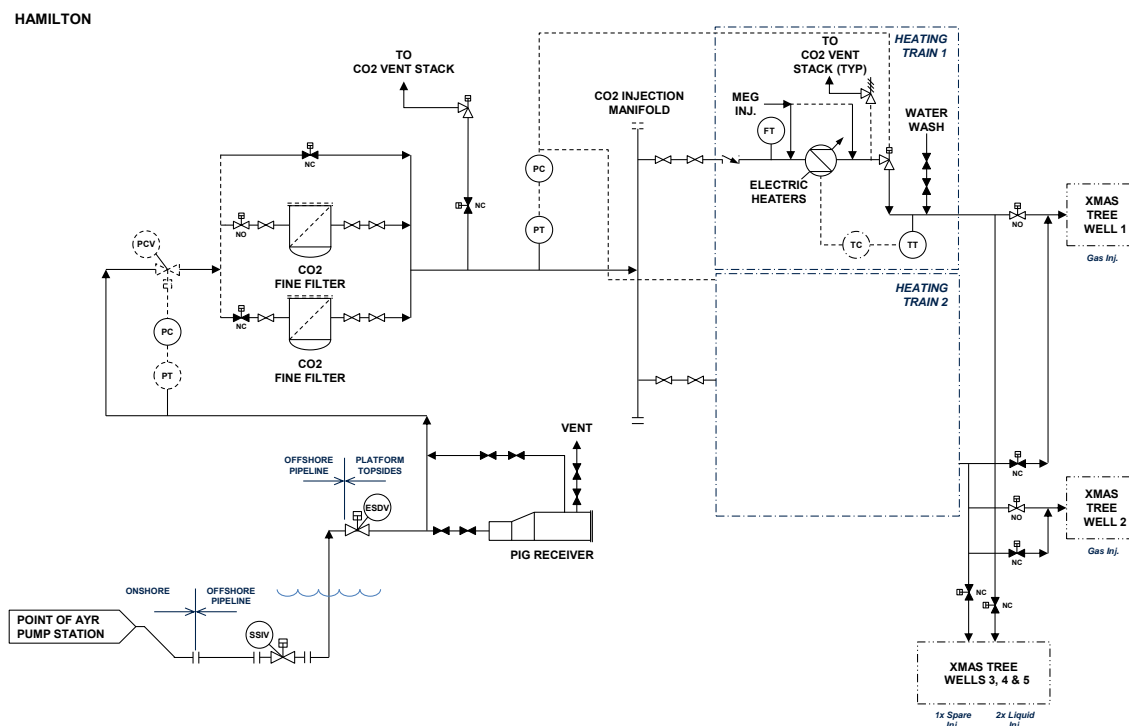 HAMILTON
TO
CO2 VENT STACK
NC
NC
NO
CO2
FINE FILTER
NC
CO2
FINE FILTER
PCV
PC
PT
PC
PT
CO2 INJECTION
MANIFOLD
HEATING
TRAIN 1
TO
CO2 VENT
STACK (TYP)
MEG
INJ.
FT
WATER
WASH
ELECTRIC
HEATERS
TC
TT
HEATING
TRAIN 2
NO
XMAS
TREE
WELL 1
Gas Inj.
NC
NO
NC
XMAS
TREE
WELL 2
Gas Inj.
NC
NC
XMAS TREE
WELLS 3, 4 & 5
1x Spare
Inj.
2x Liquid
Inj.
OFFSHORE
PIPELINE
PLATFORM
TOPSIDES
VENT
ESDV
PIG RECEIVER
ONSHORE
OFFSHORE
PIPELINE
POINT OF AYR
PUMP STATION
SSIV